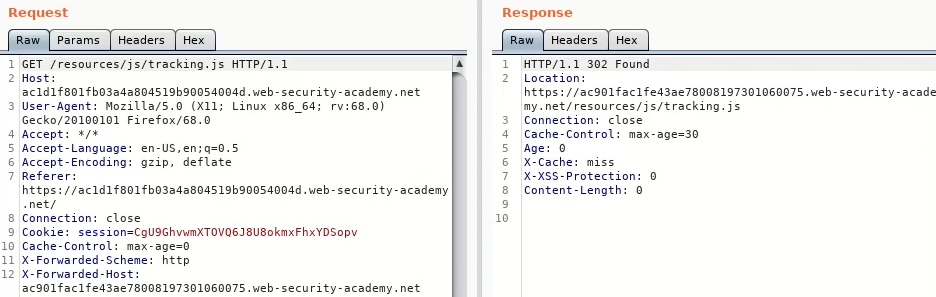 Request
Raw Params Headers Hex
1 GET /resources/js/tracking.js HTTP/1.1
2 Host:
ac1d1f801fb03a4a804519b90054004d.web-security-academy.net
3 User-Agent: Mozilla/5.0 (X11; Linux x86_64; rv:68.0)
Gecko/20100101 Firefox/68.0
4 Accept: */*
5 Accept-Language: en-US,en;q=0.5
6 Accept-Encoding: gzip, deflate
7 Referer:
https://ac1d1f801fb03a4a804519b90054004d.web-security-academy
.net/
8 Connection: close
9 Cookie: session=CgU9GhvwmXTOVQ6J8U8okmxFhxYDSopv
10 Cache-Control: max-age=0
11 X-Forwarded-Scheme: http
12 X-Forwarded-Host:
ac901fac1fe43ae78008197301060075.web-security-academy.net
Response
Raw Headers Hex
1 HTTP/1.1 302 Found
2 Location:
https://ac901fac1fe43ae78008197301060075.web-security-acade
my.net/resources/js/tracking.js
3 Connection: close
4 Cache-Control: max-age=30
5 Age: 0
6 X-Cache: miss
7 X-XSS-Protection: 0
8 Content-Length: 0
9
10